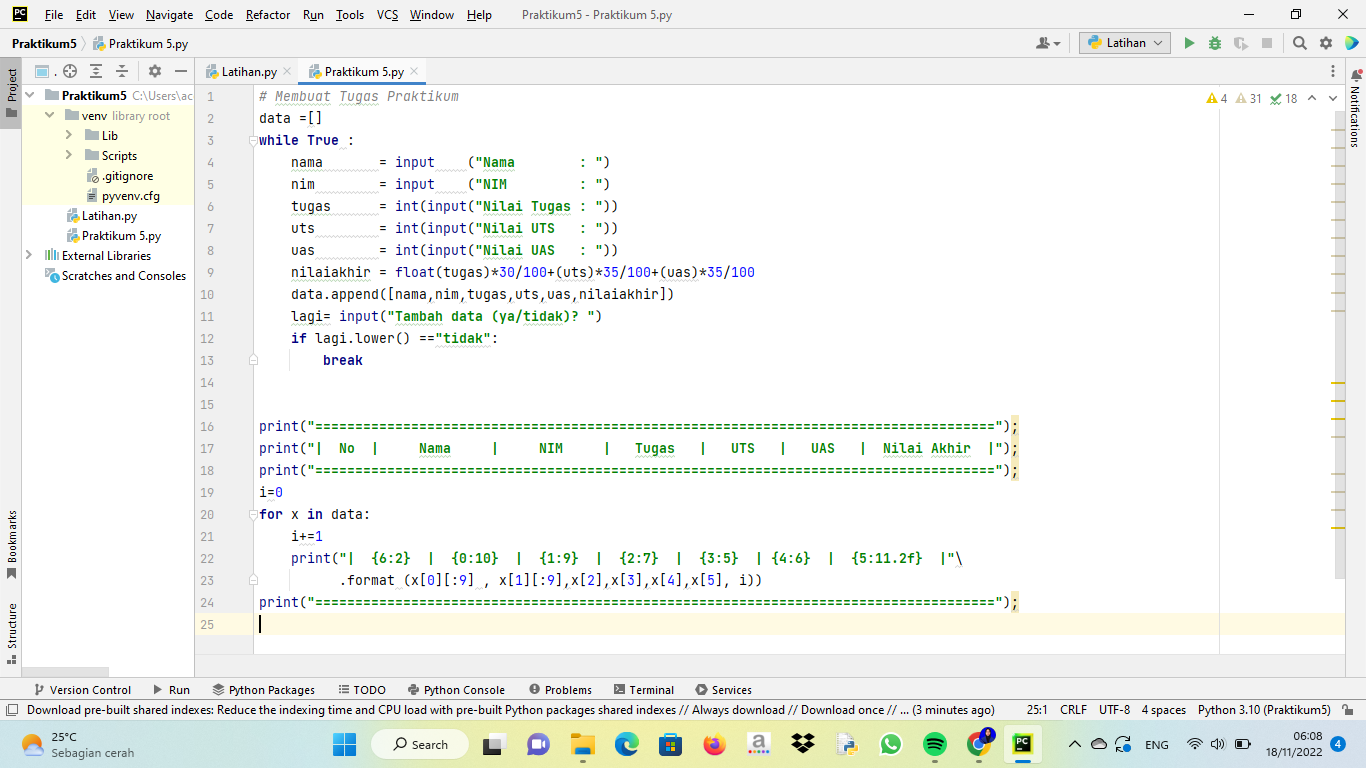 File Edit View Navigate Code Refactor Run Tools VCS Window Help Praktikum5 - Praktikum 5.py
Praktikum5 Praktikum 5.py Latihan
Project
Praktikum5 C:\Users\ac
venv library root
Lib
Scripts
.gitignore
pyvenv.cfg
Latihan.py
Praktikum 5.py
External Libraries
Scratches and Consoles
Bookmarks
Structure
Latihan.py Praktikum 5.py
4 31 18
Notifications
1 # Membuat Tugas Praktikum
2 data =[]
3 while True :
4     nama       = input    ("Nama        : ")
5     nim        = input    ("NIM         : ")
6     tugas      = int(input("Nilai Tugas : "))
7     uts        = int(input("Nilai UTS   : "))
8     uas        = int(input("Nilai UAS   : "))
9     nilaiakhir = float(tugas)*30/100+(uts)*35/100+(uas)*35/100
10     data.append([nama,nim,tugas,uts,uas,nilaiakhir])
11     lagi= input("Tambah data (ya/tidak)? ")
12     if lagi.lower() =="tidak":
13         break
14
15
16 print("=====================================================================================");
17 print("|  No  |     Nama     |     NIM     |   Tugas   |   UTS   |   UAS   |  Nilai Akhir  |");
18 print("=====================================================================================");
19 i=0
20 for x in data:
21     i+=1
22     print("|  {6:2}  |  {0:10}  |  {1:9}  |  {2:7}  |  {3:5}  | {4:6}  |  {5:11.2f}  |"\
23           .format (x[0][:9] , x[1][:9],x[2],x[3],x[4],x[5], i))
24 print("=====================================================================================");
25
Version Control Run Python Packages TODO Python Console Problems Terminal Services
Download pre-built shared indexes: Reduce the indexing time and CPU load with pre-built Python packages shared indexes // Always download // Download once // ... (3 minutes ago) 25:1 CRLF UTF-8 4 spaces Python 3.10 (Praktikum5)
25°C
Sebagian cerah
Search
ENG
06:08
18/11/2022
4